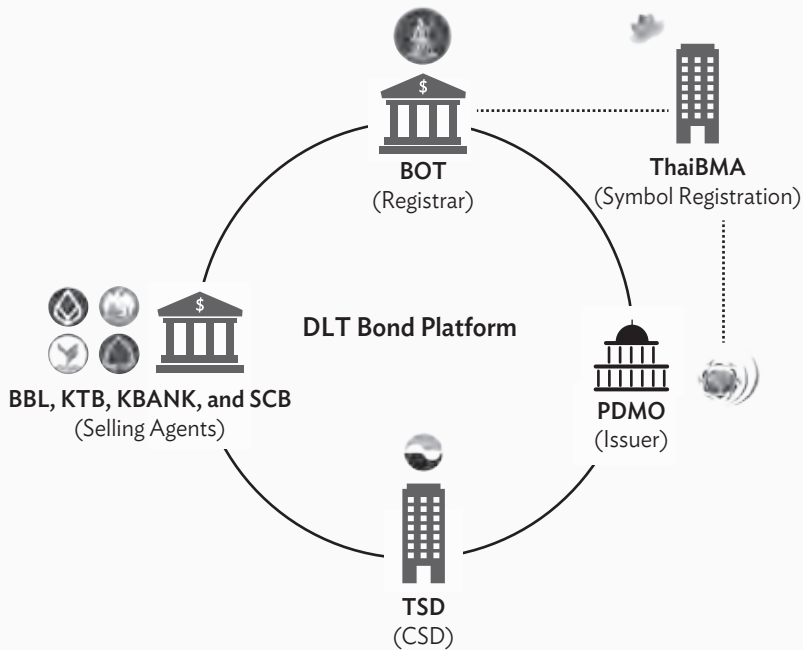 $
BOT
(Registrar)
ThaiBMA
(Symbol Registration)
$
DLT Bond Platform
BBL, KTB, KBANK, and SCB
(Selling Agents)
PDMO
(Issuer)
TSD
(CSD)